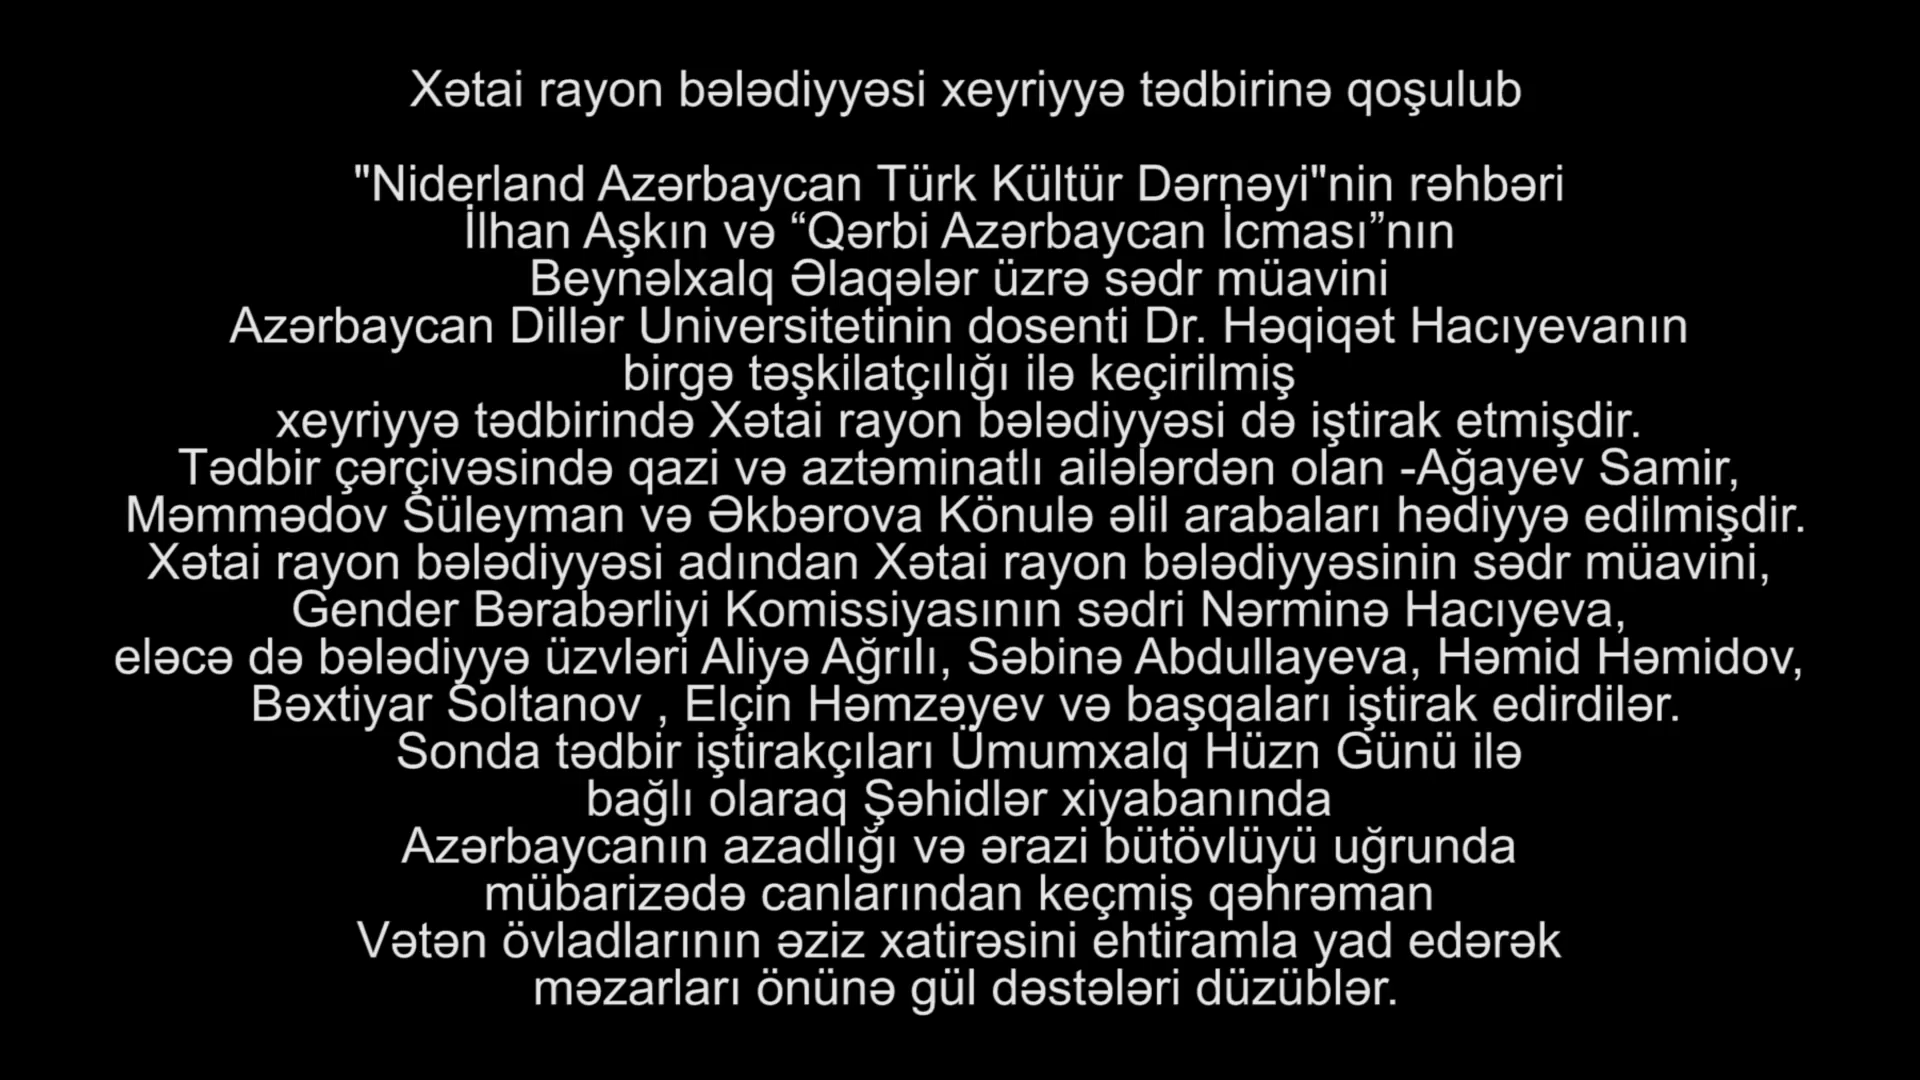 Xətai rayon bələdiyyəsi xeyriyyə tədbirinə qoşulub
"Niderland Azərbaycan Türk Kültür Dərnəyi"nin rəhbəri
İlhan Aşkın və “Qərbi Azərbaycan İcması”nın
Beynəlxalq Əlaqələr üzrə sədr müavini
Azərbaycan Dillər Universitetinin dosenti Dr. Həqiqət Hacıyevanın
birgə təşkilatçılığı ilə keçirilmiş
xeyriyyə tədbirində Xətai rayon bələdiyyəsi də iştirak etmişdir.
Tədbir çərçivəsində qazi və aztəminatlı ailələrdən olan -Ağayev Samir,
Məmmədov Süleyman və Əkbərova Könulə əlil arabaları hədiyyə edilmişdir.
Xətai rayon bələdiyyəsi adından Xətai rayon bələdiyyəsinin sədr müavini,
Gender Bərabərliyi Komissiyasının sədri Nərminə Hacıyeva,
eləcə də bələdiyyə üzvləri Aliyə Ağrılı, Səbinə Abdullayeva, Həmid Həmidov,
Bəxtiyar Soltanov , Elçin Həmzəyev və başqaları iştirak edirdilər.
Sonda tədbir iştirakçıları Ümumxalq Hüzn Günü ilə
bağlı olaraq Şəhidlər xiyabanında
Azərbaycanın azadlığı və ərazi bütövlüyü uğrunda
mübarizədə canlarından keçmiş qəhrəman
Vətən övladlarının əziz xatirəsini ehtiramla yad edərək
məzarları önünə gül dəstələri düzüblər.